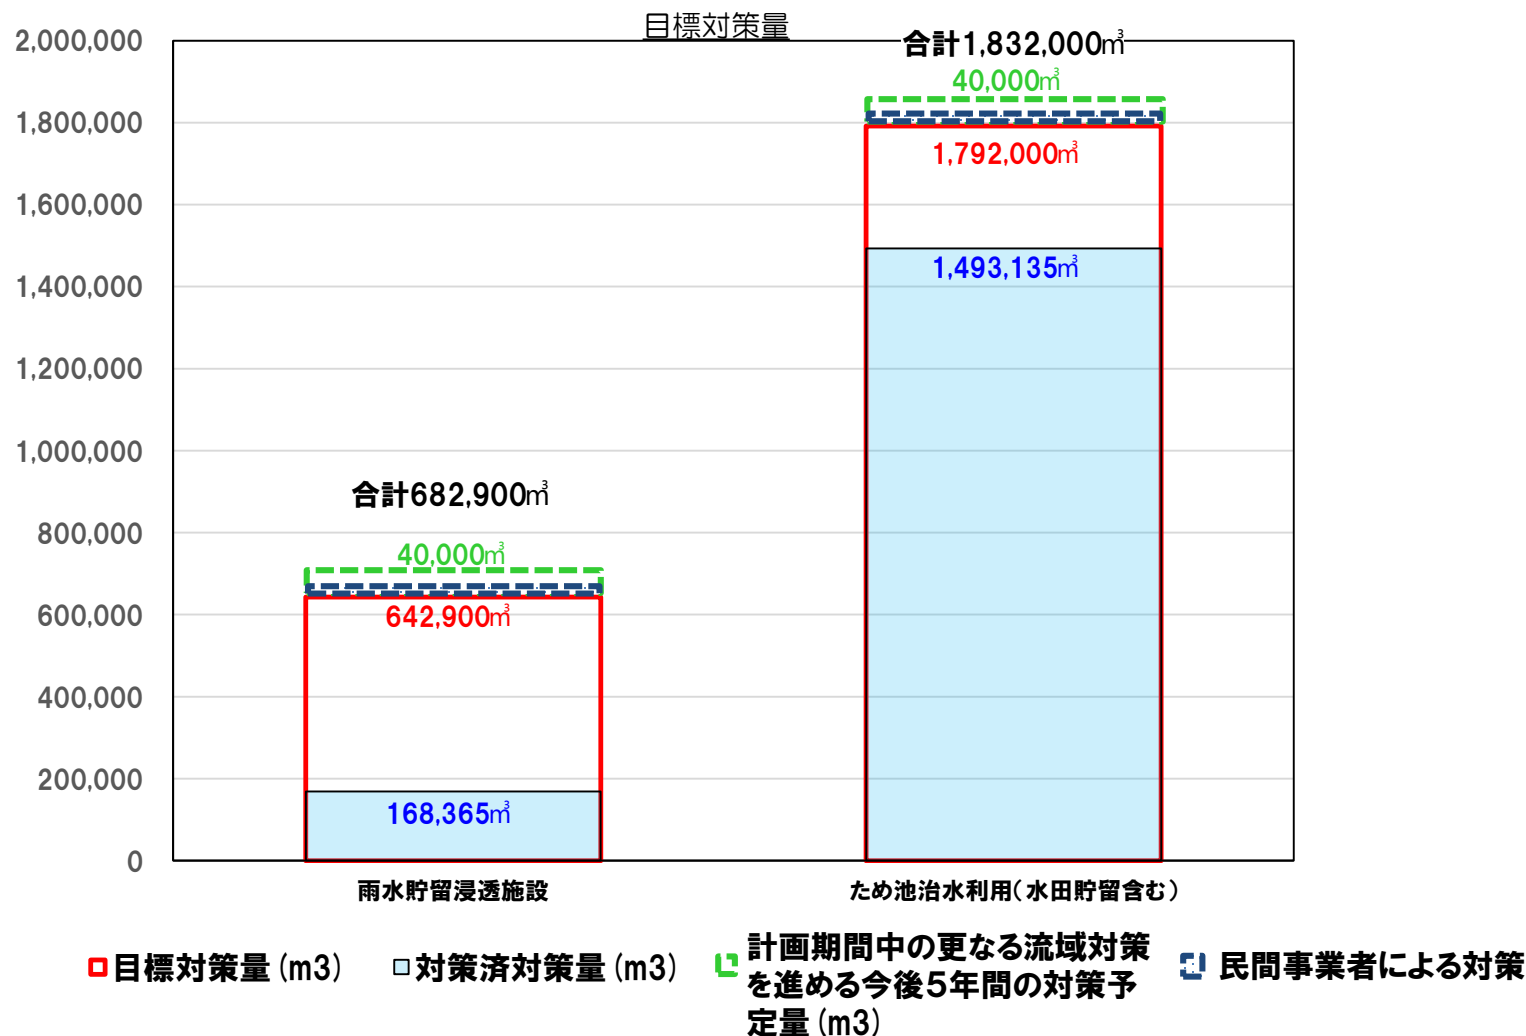 目標対策量
2,000,000
1,800,000
1,600,000
1,400,000
1,200,000
1,000,000
800,000
600,000
400,000
200,000
0
合計682,900㎥
40,000㎥
642,900㎥
168,365㎥
合計1,832,000㎥
40,000㎥
1,792,000㎥
1,493,135㎥
雨水貯留浸透施設
ため池治水利用(水田貯留含む)
目標対策量(m3)
対策済対策量(m3)
計画期間中の更なる流域対策
を進める今後5年間の対策予
定量(m3)
民間事業者による対策